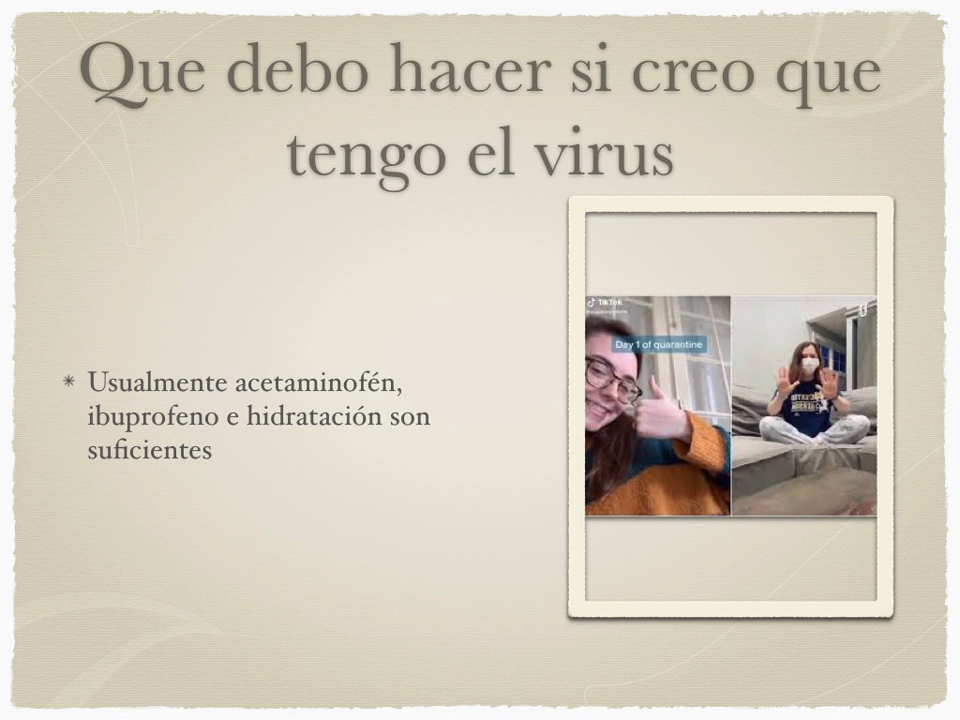 Que debo hacer si creo que
tengo el virus
Usualmente acetaminofén,
ibuprofeno e hidratación son
suficientes
TikTok
Day 1 of quarantine